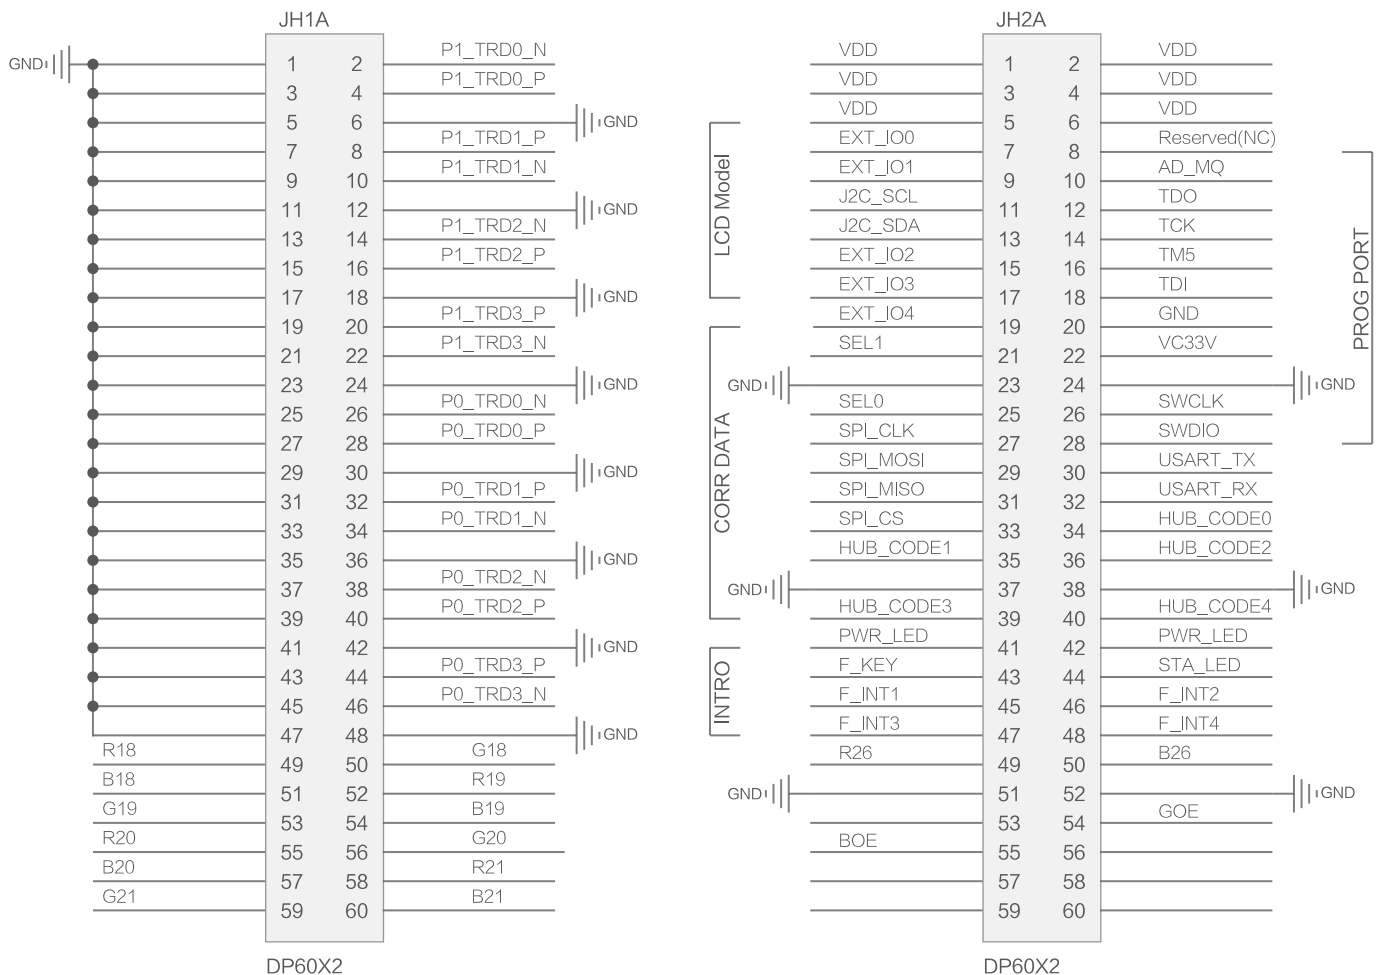 JH1A
GND
1 2 P1_TRD0_N
3 4 P1_TRD0_P
5 6 GND
7 8 P1_TRD1_P
9 10 P1_TRD1_N
11 12 GND
13 14 P1_TRD2_N
15 16 P1_TRD2_P
17 18 GND
19 20 P1_TRD3_P
21 22 P1_TRD3_N
23 24 GND
25 26 P0_TRD0_N
27 28 P0_TRD0_P
29 30 GND
31 32 P0_TRD1_P
33 34 P0_TRD1_N
35 36 GND
37 38 P0_TRD2_N
39 40 P0_TRD2_P
41 42 GND
43 44 P0_TRD3_P
45 46 P0_TRD3_N
47 48 GND
R18 49 50 G18
B18 51 52 R19
G19 53 54 B19
R20 55 56 G20
B20 57 58 R21
G21 59 60 B21
DP60X2
JH2A
LCD Model
CORR DATA
INTRO
VDD 1 2 VDD
VDD 3 4 VDD
VDD 5 6 VDD
EXT_IO0 7 8 Reserved(NC)
EXT_IO1 9 10 AD_MQ
J2C_SCL 11 12 TDO
J2C_SDA 13 14 TCK
EXT_IO2 15 16 TM5
EXT_IO3 17 18 TDI
EXT_IO4 19 20 GND
SEL1 21 22 VC33V
GND 23 24 GND
SEL0 25 26 SWCLK
SPI_CLK 27 28 SWDIO
SPI_MOSI 29 30 USART_TX
SPI_MISO 31 32 USART_RX
SPI_CS 33 34 HUB_CODE0
HUB_CODE1 35 36 HUB_CODE2
GND 37 38 GND
HUB_CODE3 39 40 HUB_CODE4
PWR_LED 41 42 PWR_LED
F_KEY 43 44 STA_LED
F_INT1 45 46 F_INT2
F_INT3 47 48 F_INT4
R26 49 50 B26
GND 51 52 GND
53 54 GOE
BOE 55 56
57 58
59 60
PROG PORT
DP60X2